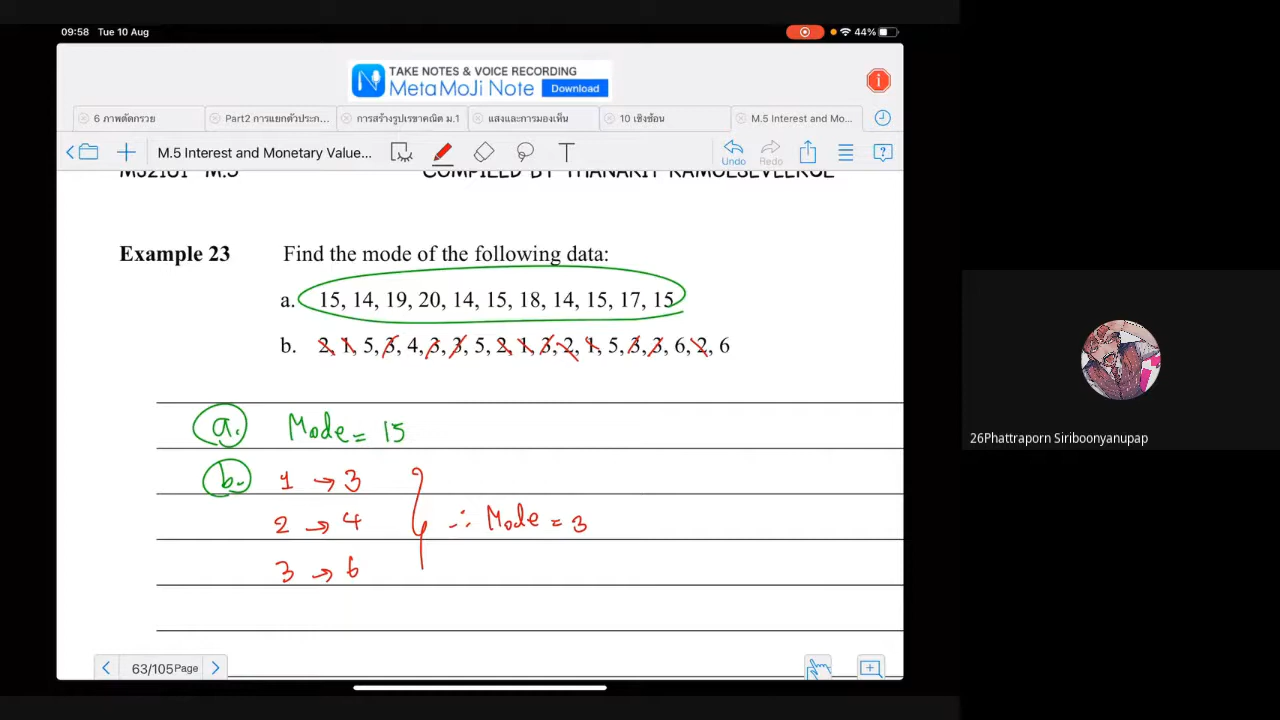 09:58 Tue 10 Aug 44%
TAKE NOTES & VOICE RECORDING
MetaMoJi Note Download
6 ภาพตัดกรวย Part2 การแยกตัวประก... การสร้างรูปเรขาคณิต ม.1 แสงและการมองเห็น 10 เชิงซ้อน M.5 Interest and Mo...
M.5 Interest and Monetary Value... T Undo Redo
M.5 COMPILED BY THANAKIT
Example 23 Find the mode of the following data:
a. 15, 14, 19, 20, 14, 15, 18, 14, 15, 17, 15
b. 2, 1, 5, 3, 4, 3, 3, 5, 2, 1, 3, 2, 1, 5, 3, 3, 6, 2, 6
a. Mode = 15
b. 1 → 3
2 → 4 ∴ Mode = 3
3 → 6
26Phattraporn Siriboonyanupap
63/105Page